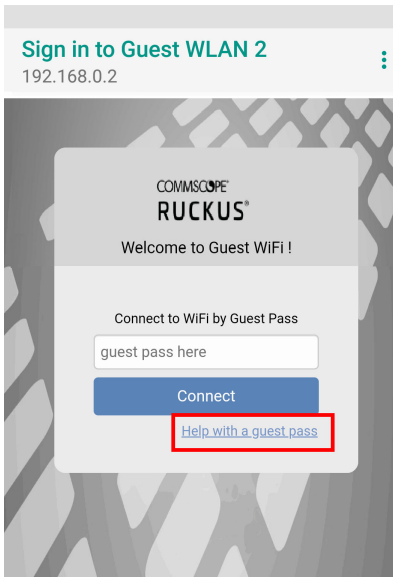 Sign in to Guest WLAN 2
192.168.0.2
COMMSCOPE®
RUCKUS®
Welcome to Guest WiFi !
Connect to WiFi by Guest Pass
guest pass here
Connect
Help with a guest pass